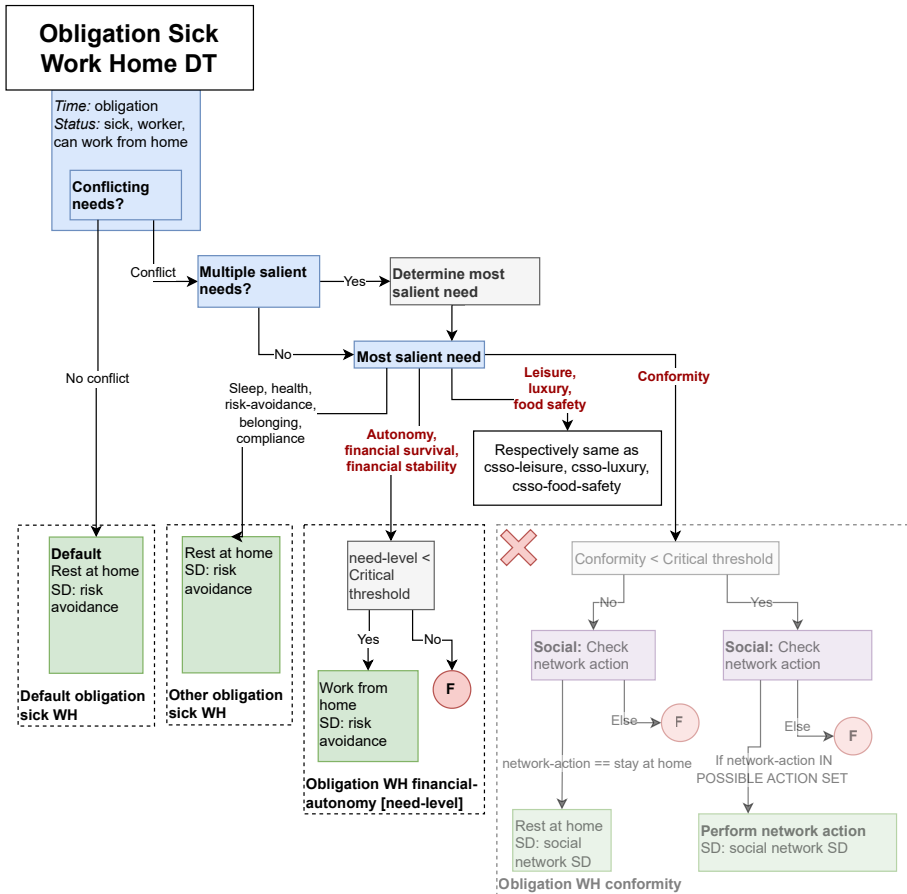 Obligation Sick
Work Home DT
Time: obligation
Status: sick, worker,
can work from home
Conflicting
needs?
Conflict
Multiple salient
needs?
Yes
Determine most
salient need
No
Most salient need
No conflict
Sleep, health,
risk-avoidance,
belonging,
compliance
Autonomy,
financial survival,
financial stability
Leisure,
luxury,
food safety
Conformity
Respectively same as
csso-leisure, csso-luxury,
csso-food-safety
Default
Rest at home
SD: risk
avoidance
Default obligation
sick WH
Rest at home
SD: risk
avoidance
Other obligation
sick WH
need-level <
Critical
threshold
Yes
No
F
Work from
home
SD: risk
avoidance
Obligation WH financial-
autonomy [need-level]
Conformity < Critical threshold
No
Yes
Social: Check
network action
Social: Check
network action
Else
F
Else
F
network-action == stay at home
If network-action IN
POSSIBLE ACTION SET
Rest at home
SD: social
network SD
Perform network action
SD: social network SD
Obligation WH conformity